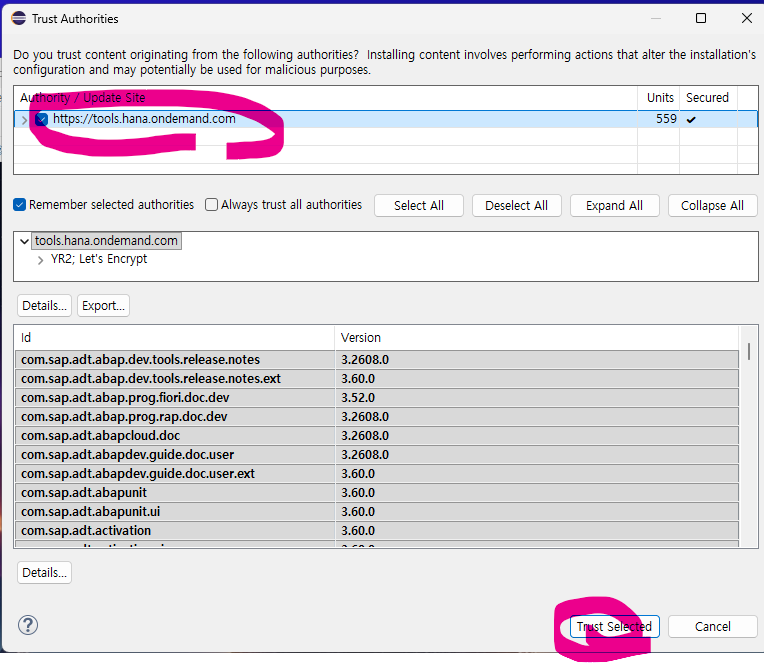 Trust Authorities
Do you trust content originating from the following authorities? Installing content involves performing actions that alter the installation's
configuration and may potentially be used for malicious purposes.
Authority / Update Site Units Secured
https://tools.hana.ondemand.com 559
Remember selected authorities Always trust all authorities Select All Deselect All Expand All Collapse All
tools.hana.ondemand.com
YR2; Let's Encrypt
Details... Export...
Id Version
com.sap.adt.abap.dev.tools.release.notes 3.2608.0
com.sap.adt.abap.dev.tools.release.notes.ext 3.60.0
com.sap.adt.abap.prog.fiori.doc.dev 3.52.0
com.sap.adt.abap.prog.rap.doc.dev 3.2608.0
com.sap.adt.abapcloud.doc 3.2608.0
com.sap.adt.abapdev.guide.doc.user 3.2608.0
com.sap.adt.abapdev.guide.doc.user.ext 3.60.0
com.sap.adt.abapunit 3.60.0
com.sap.adt.abapunit.ui 3.60.0
com.sap.adt.activation 3.60.0
Details...
? Trust Selected Cancel